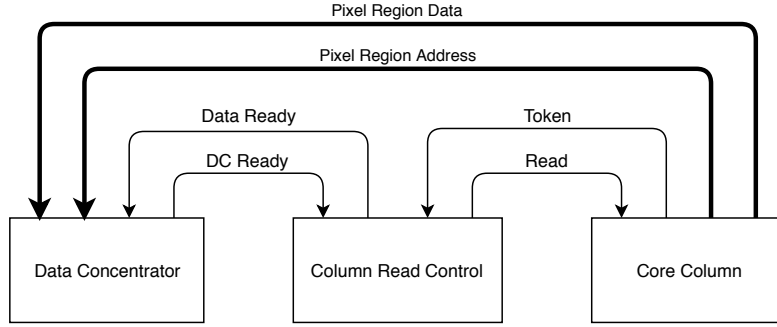 Pixel Region Data
Pixel Region Address
Data Ready
Token
DC Ready
Read
Data Concentrator
Column Read Control
Core Column